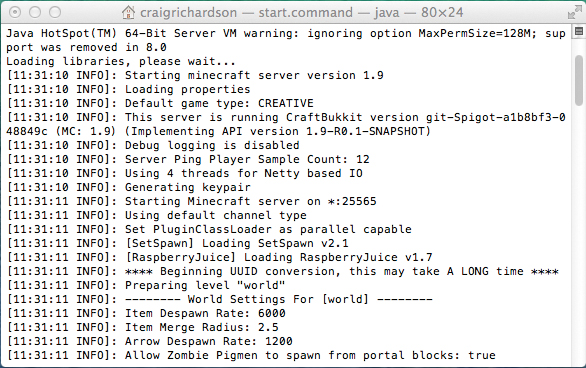 craigrichardson — start.command — java — 80×24
Java HotSpot(TM) 64-Bit Server VM warning: ignoring option MaxPermSize=128M; sup
port was removed in 8.0
Loading libraries, please wait...
[11:31:10 INFO]: Starting minecraft server version 1.9
[11:31:10 INFO]: Loading properties
[11:31:10 INFO]: Default game type: CREATIVE
[11:31:10 INFO]: This server is running CraftBukkit version git-Spigot-a1b8bf3-0
48849c (MC: 1.9) (Implementing API version 1.9-R0.1-SNAPSHOT)
[11:31:10 INFO]: Debug logging is disabled
[11:31:10 INFO]: Server Ping Player Sample Count: 12
[11:31:10 INFO]: Using 4 threads for Netty based IO
[11:31:10 INFO]: Generating keypair
[11:31:11 INFO]: Starting Minecraft server on *:25565
[11:31:11 INFO]: Using default channel type
[11:31:11 INFO]: Set PluginClassLoader as parallel capable
[11:31:11 INFO]: [SetSpawn] Loading SetSpawn v2.1
[11:31:11 INFO]: [RaspberryJuice] Loading RaspberryJuice v1.7
[11:31:11 INFO]: **** Beginning UUID conversion, this may take A LONG time ****
[11:31:11 INFO]: Preparing level "world"
[11:31:11 INFO]: -------- World Settings For [world] --------
[11:31:11 INFO]: Item Despawn Rate: 6000
[11:31:11 INFO]: Item Merge Radius: 2.5
[11:31:11 INFO]: Arrow Despawn Rate: 1200
[11:31:11 INFO]: Allow Zombie Pigmen to spawn from portal blocks: true